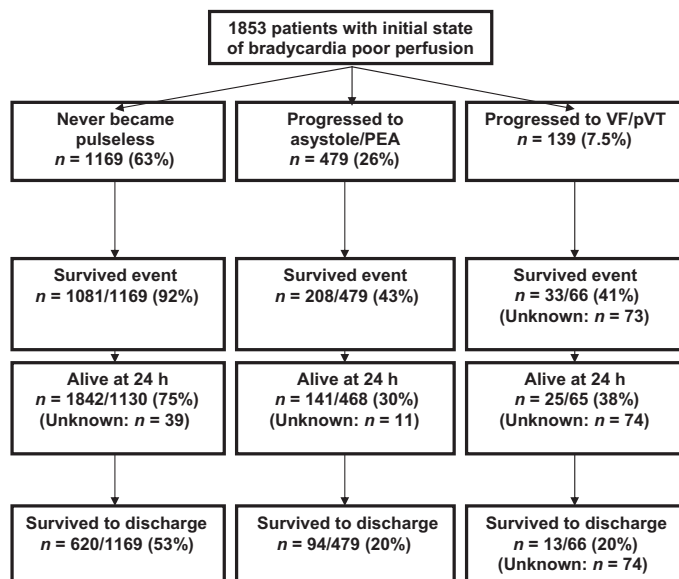 1853 patients with initial state
of bradycardia poor perfusion
Never became
pulseless
n = 1169 (63%)
Progressed to
asystole/PEA
n = 479 (26%)
Progressed to VF/pVT
n = 139 (7.5%)
Survived event
n = 1081/1169 (92%)
Survived event
n = 208/479 (43%)
Survived event
n = 33/66 (41%)
(Unknown: n = 73)
Alive at 24 h
n = 1842/1130 (75%)
(Unknown: n = 39)
Alive at 24 h
n = 141/468 (30%)
(Unknown: n = 11)
Alive at 24 h
n = 25/65 (38%)
(Unknown: n = 74)
Survived to discharge
n = 620/1169 (53%)
Survived to discharge
n = 94/479 (20%)
Survived to discharge
n = 13/66 (20%)
(Unknown: n = 74)